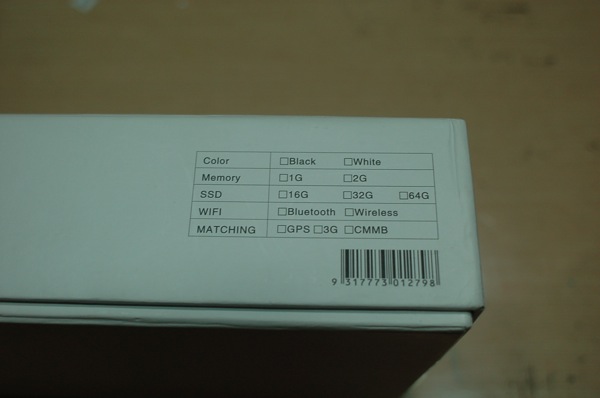 Color □Black □White
Memory □1G □2G
SSD □16G □32G □64G
WIFI □Bluetooth □Wireless
MATCHING □GPS □3G □CMMB
9 317773 012798